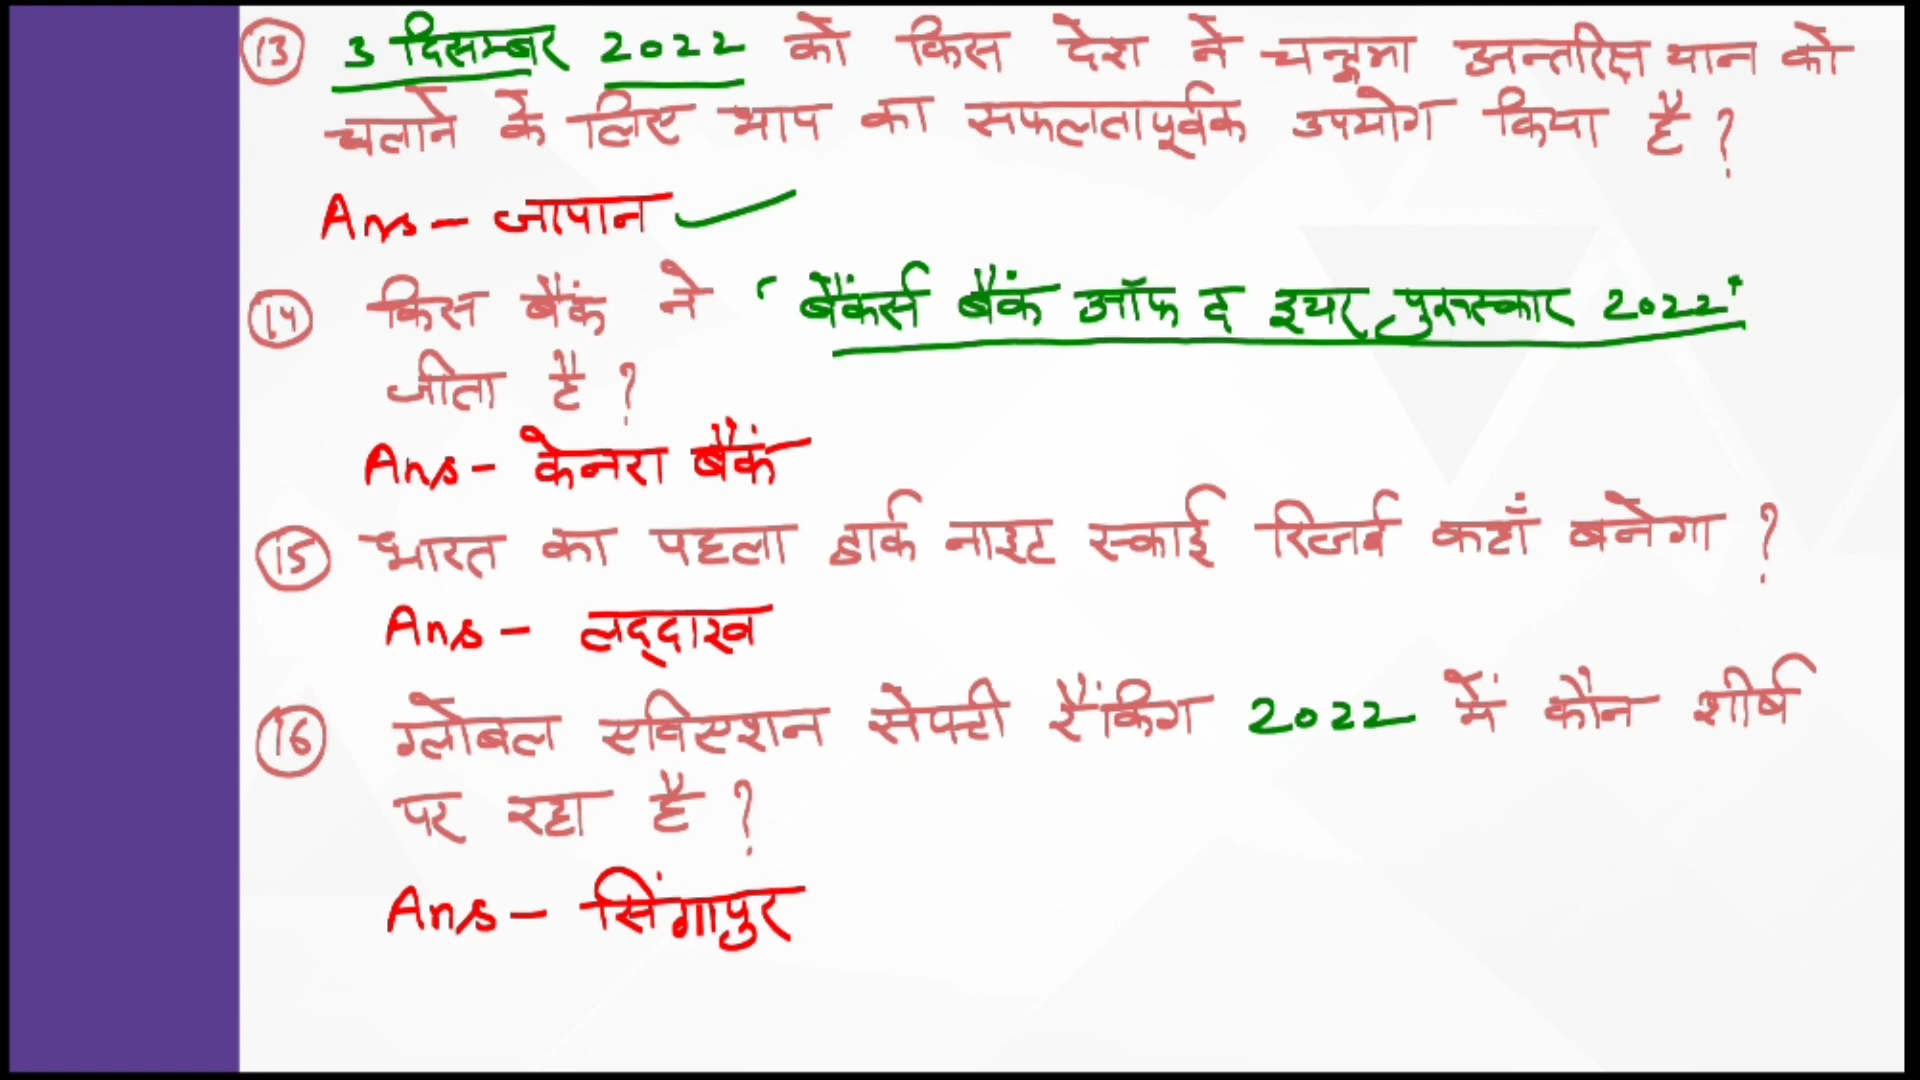 13 3 दिसम्बर 2022 को किस देश ने चन्द्रमा अन्तरिक्ष यान को
चलाने के लिए भाप का सफलतापूर्वक उपयोग किया है ?
Ans - जापान
14 किस बैंक ने ' बैंकर्स बैंक ऑफ द इयर पुरुस्कार 2022'
जीता है ?
Ans - केनरा बैंक
15 भारत का पहला डार्क नाइट स्काई रिजर्व कहाँ बनेगा ?
Ans - लद्दाख
16 ग्लोबल एविएशन सेफ्टी रैंकिंग 2022 में कौन शीर्ष
पर रहा है ?
Ans - सिंगापुर